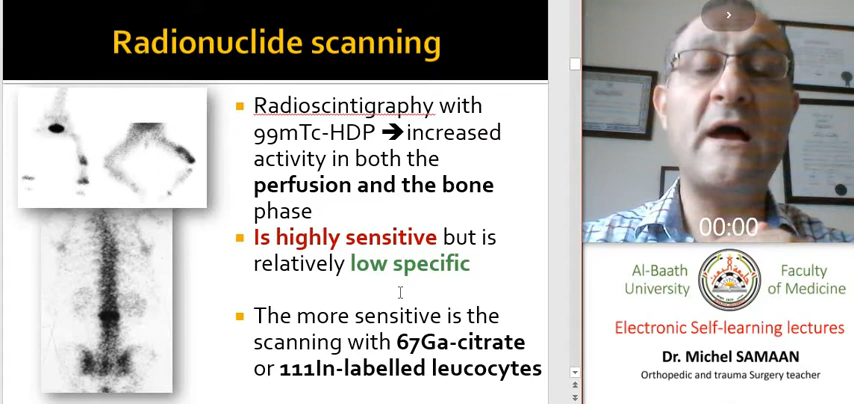 Radionuclide scanning
Radioscintigraphy with
99mTc-HDP ➔increased
activity in both the
perfusion and the bone
phase
Is highly sensitive but is
relatively low specific
The more sensitive is the
scanning with 67Ga-citrate
or 111In-labelled leucocytes
00:00
Al-Baath
University
Faculty
of Medicine
Electronic Self-learning lectures
Dr. Michel SAMAAN
Orthopedic and trauma Surgery teacher